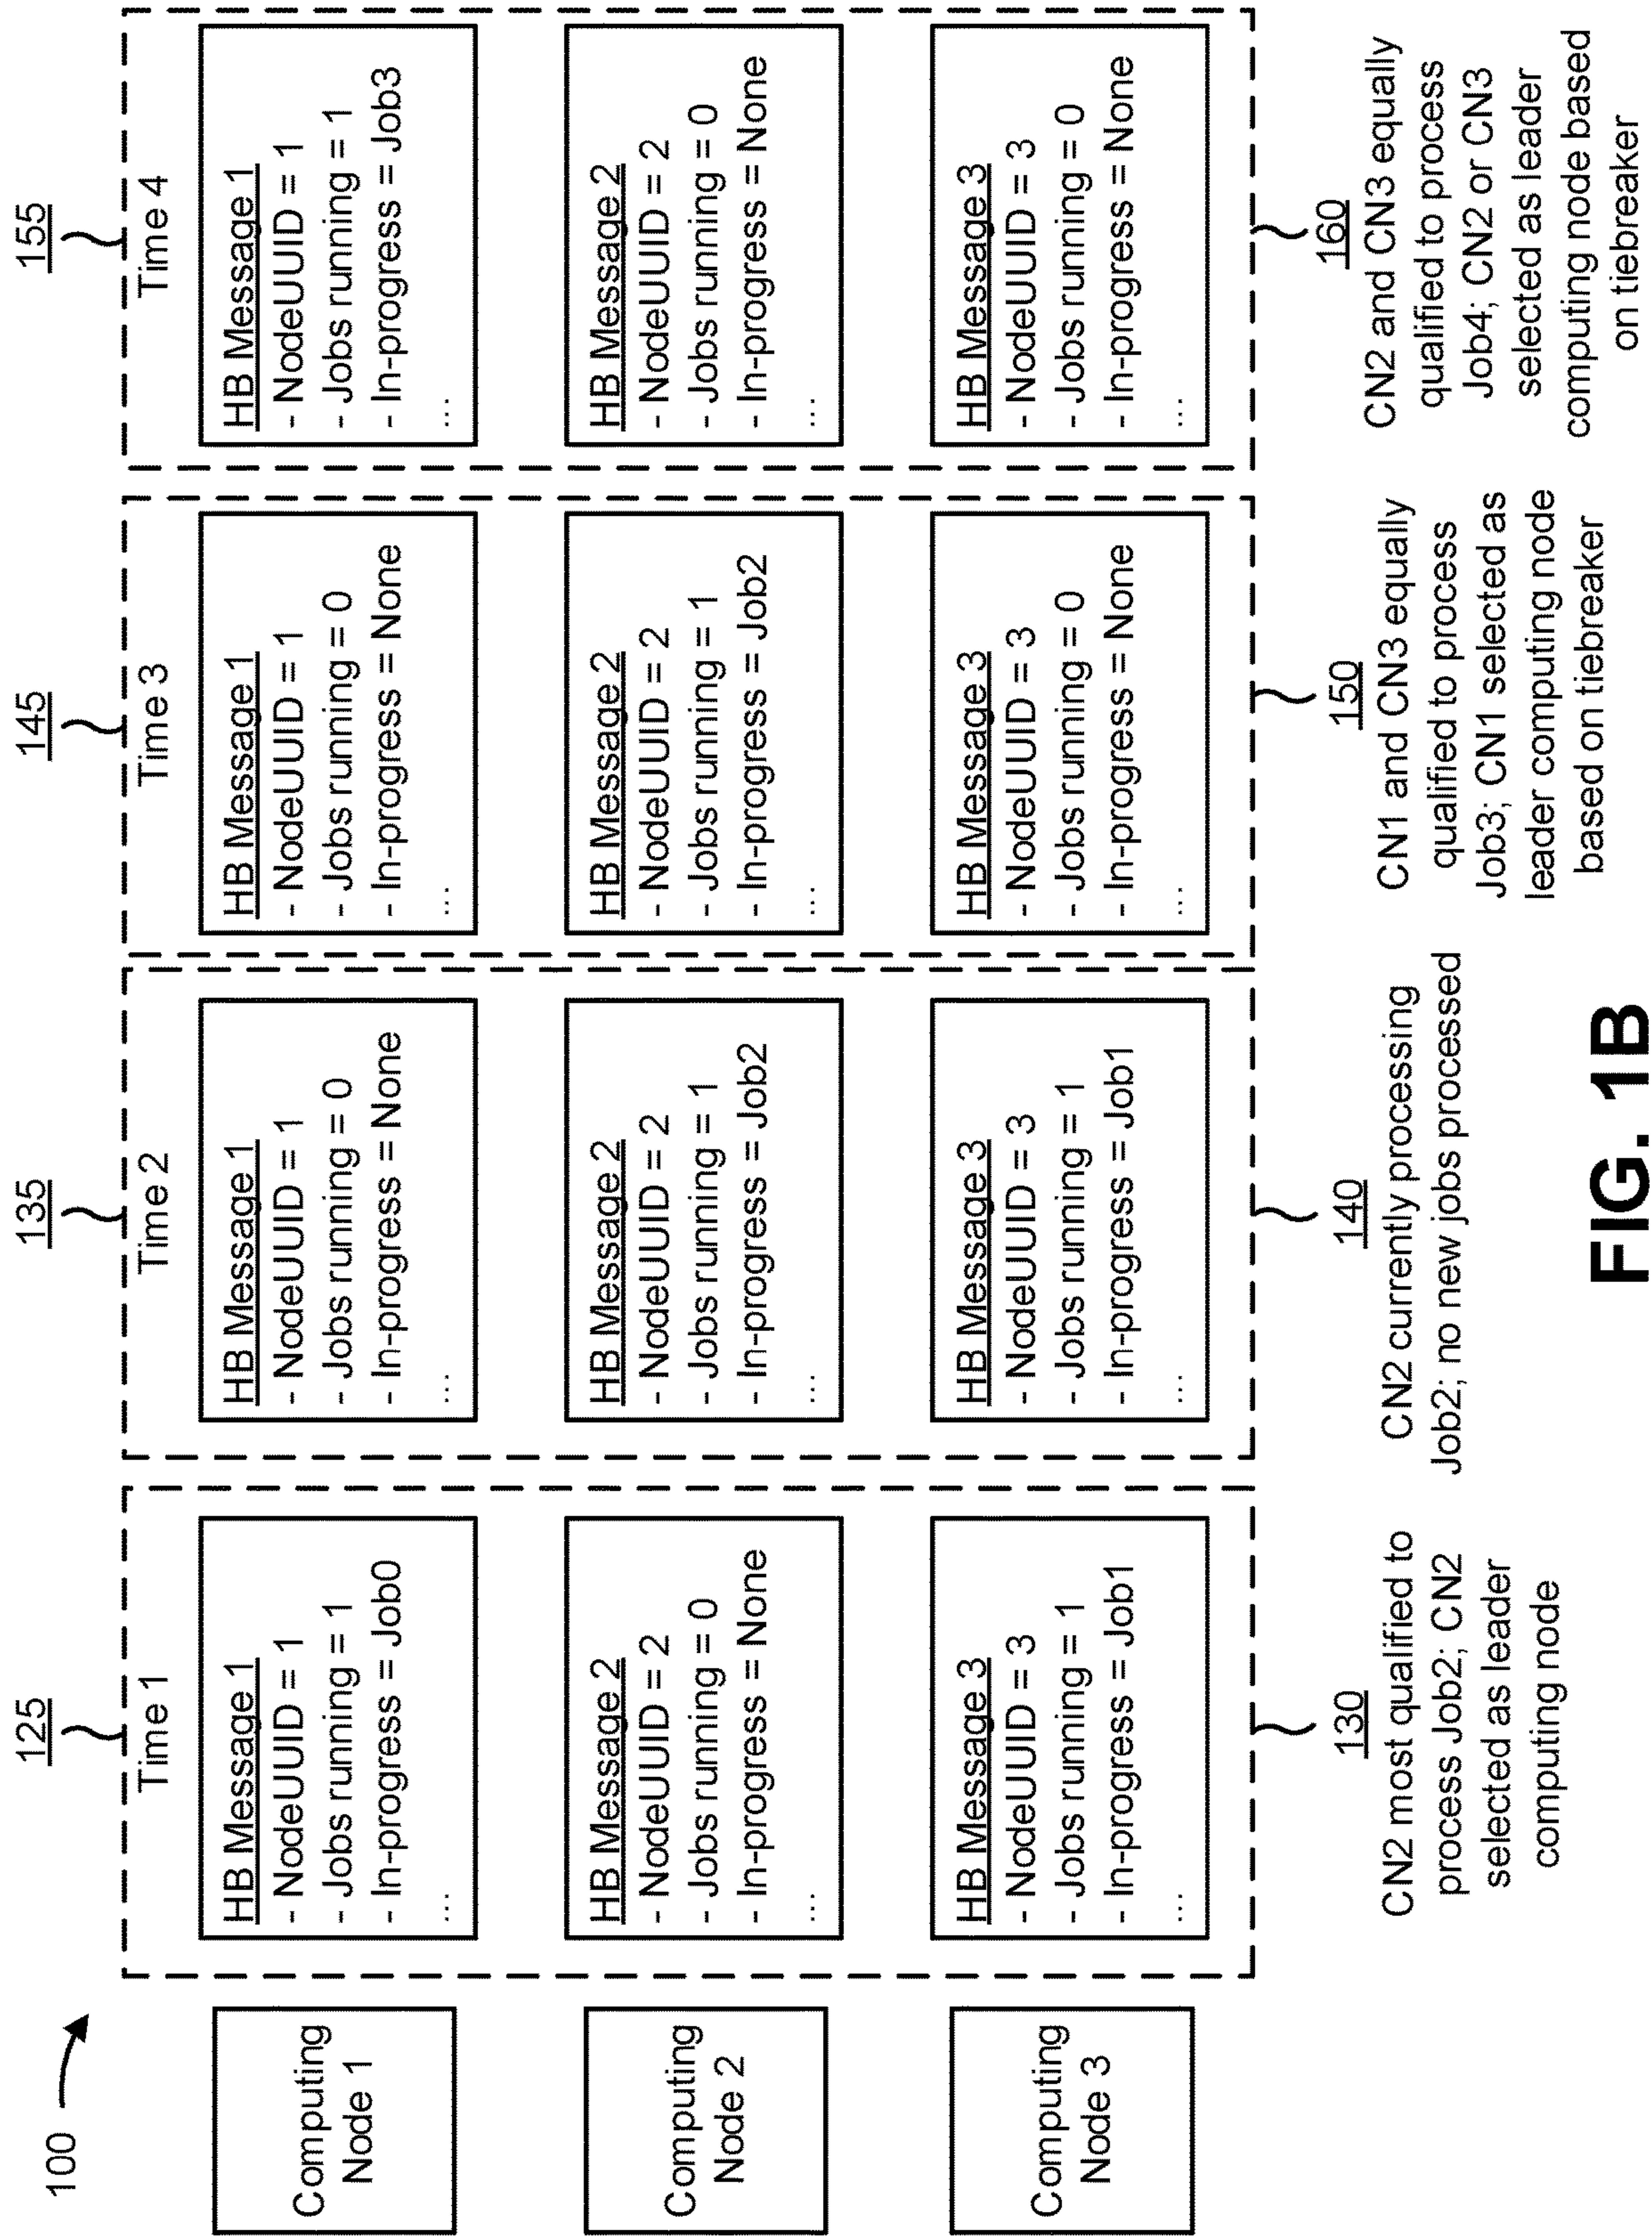 100
Computing
Node 1
Computing
Node 2
Computing
Node 3
125
Time 1
HB Message 1
- NodeUUID = 1
- Jobs running = 1
- In-progress = Job0
...
HB Message 2
- NodeUUID = 2
- Jobs running = 0
- In-progress = None
...
HB Message 3
- NodeUUID = 3
- Jobs running = 1
- In-progress = Job1
...
130
CN2 most qualified to
process Job2; CN2
selected as leader
computing node
135
Time 2
HB Message 1
- NodeUUID = 1
- Jobs running = 0
- In-progress = None
...
HB Message 2
- NodeUUID = 2
- Jobs running = 1
- In-progress = Job2
...
HB Message 3
- NodeUUID = 3
- Jobs running = 1
- In-progress = Job1
...
140
CN2 currently processing
Job2; no new jobs processed
145
Time 3
HB Message 1
- NodeUUID = 1
- Jobs running = 0
- In-progress = None
...
HB Message 2
- NodeUUID = 2
- Jobs running = 1
- In-progress = Job2
...
HB Message 3
- NodeUUID = 3
- Jobs running = 0
- In-progress = None
...
150
CN1 and CN3 equally
qualified to process
Job3; CN1 selected as
leader computing node
based on tiebreaker
155
Time 4
HB Message 1
- NodeUUID = 1
- Jobs running = 1
- In-progress = Job3
...
HB Message 2
- NodeUUID = 2
- Jobs running = 0
- In-progress = None
...
HB Message 3
- NodeUUID = 3
- Jobs running = 0
- In-progress = None
...
160
CN2 and CN3 equally
qualified to process
Job4; CN2 or CN3
selected as leader
computing node based
on tiebreaker
FIG. 1B